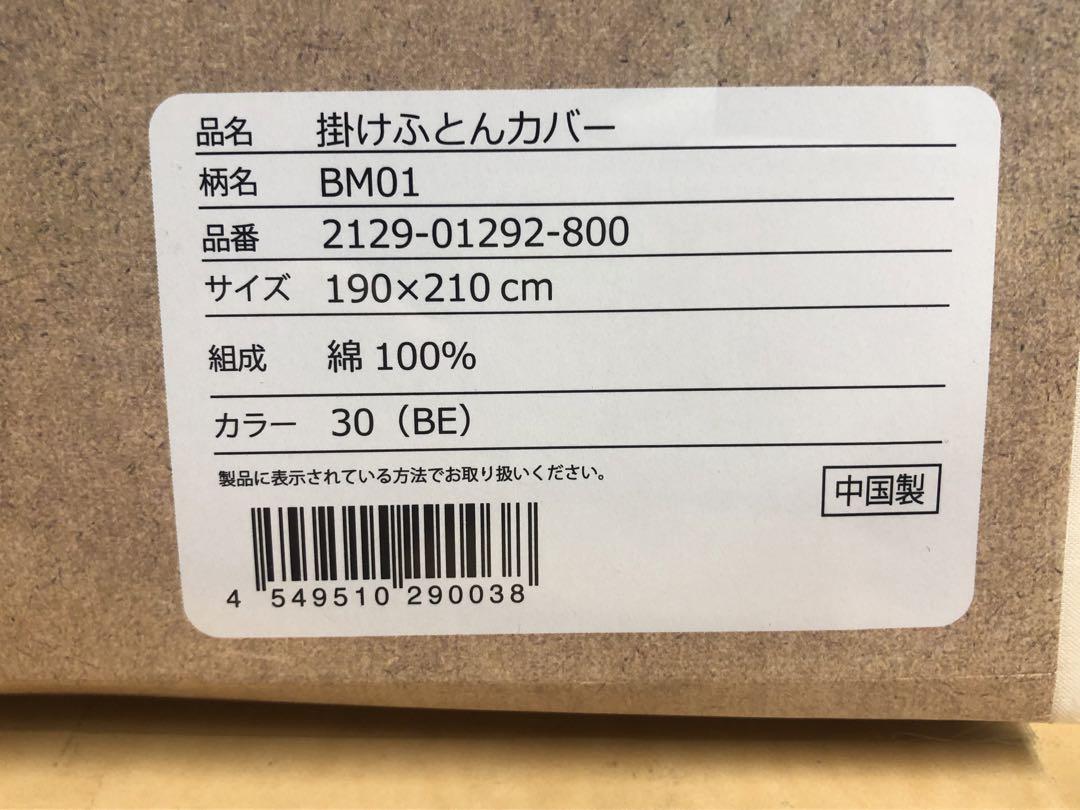 品名 掛けふとんカバー
柄名 BM01
品番 2129-01292-800
サイズ 190×210 cm
組成 綿 100%
カラー 30（BE）
製品に表示されている方法でお取り扱いください。
中国製
4 549510 290038